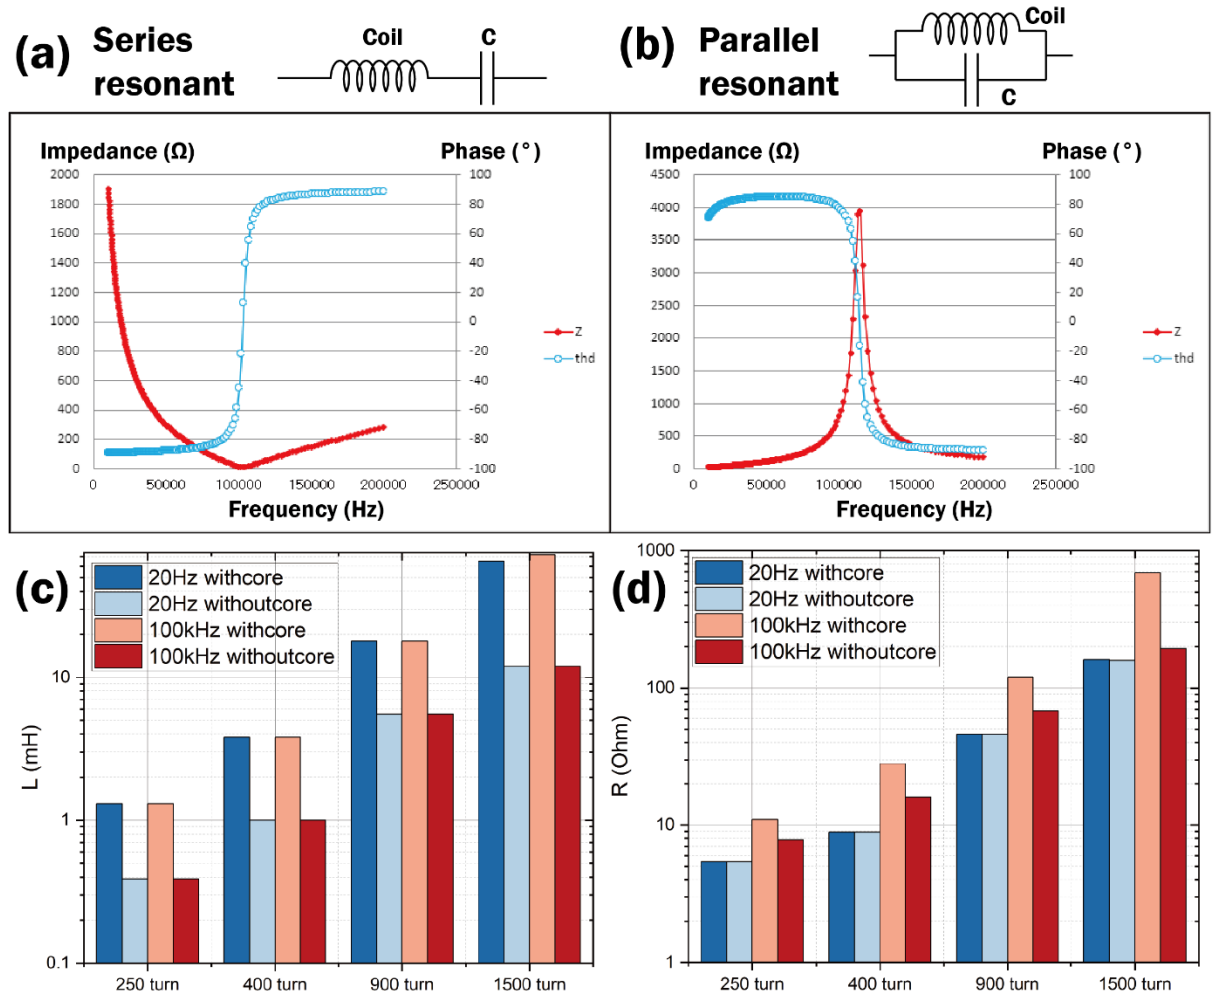 (a) Series resonant
Coil
C
(b) Parallel resonant
Coil
C
Impedance (Ω)
Phase (°)
2000
1800
1600
1400
1200
1000
800
600
400
200
0
100
80
60
40
20
0
-20
-40
-60
-80
-100
Z
thd
0 50000 100000 150000 200000 250000
Frequency (Hz)
Impedance (Ω)
Phase (°)
4500
4000
3500
3000
2500
2000
1500
1000
500
0
100
80
60
40
20
0
-20
-40
-60
-80
-100
Z
thd
0 50000 100000 150000 200000 250000
Frequency (Hz)
(c)
20Hz withcore
20Hz withoutcore
100kHz withcore
100kHz withoutcore
L (mH)
10
1
0.1
250 turn 400 turn 900 turn 1500 turn
(d)
20Hz withcore
20Hz withoutcore
100kHz withcore
100kHz withoutcore
R (Ohm)
1000
100
10
1
250 turn 400 turn 900 turn 1500 turn